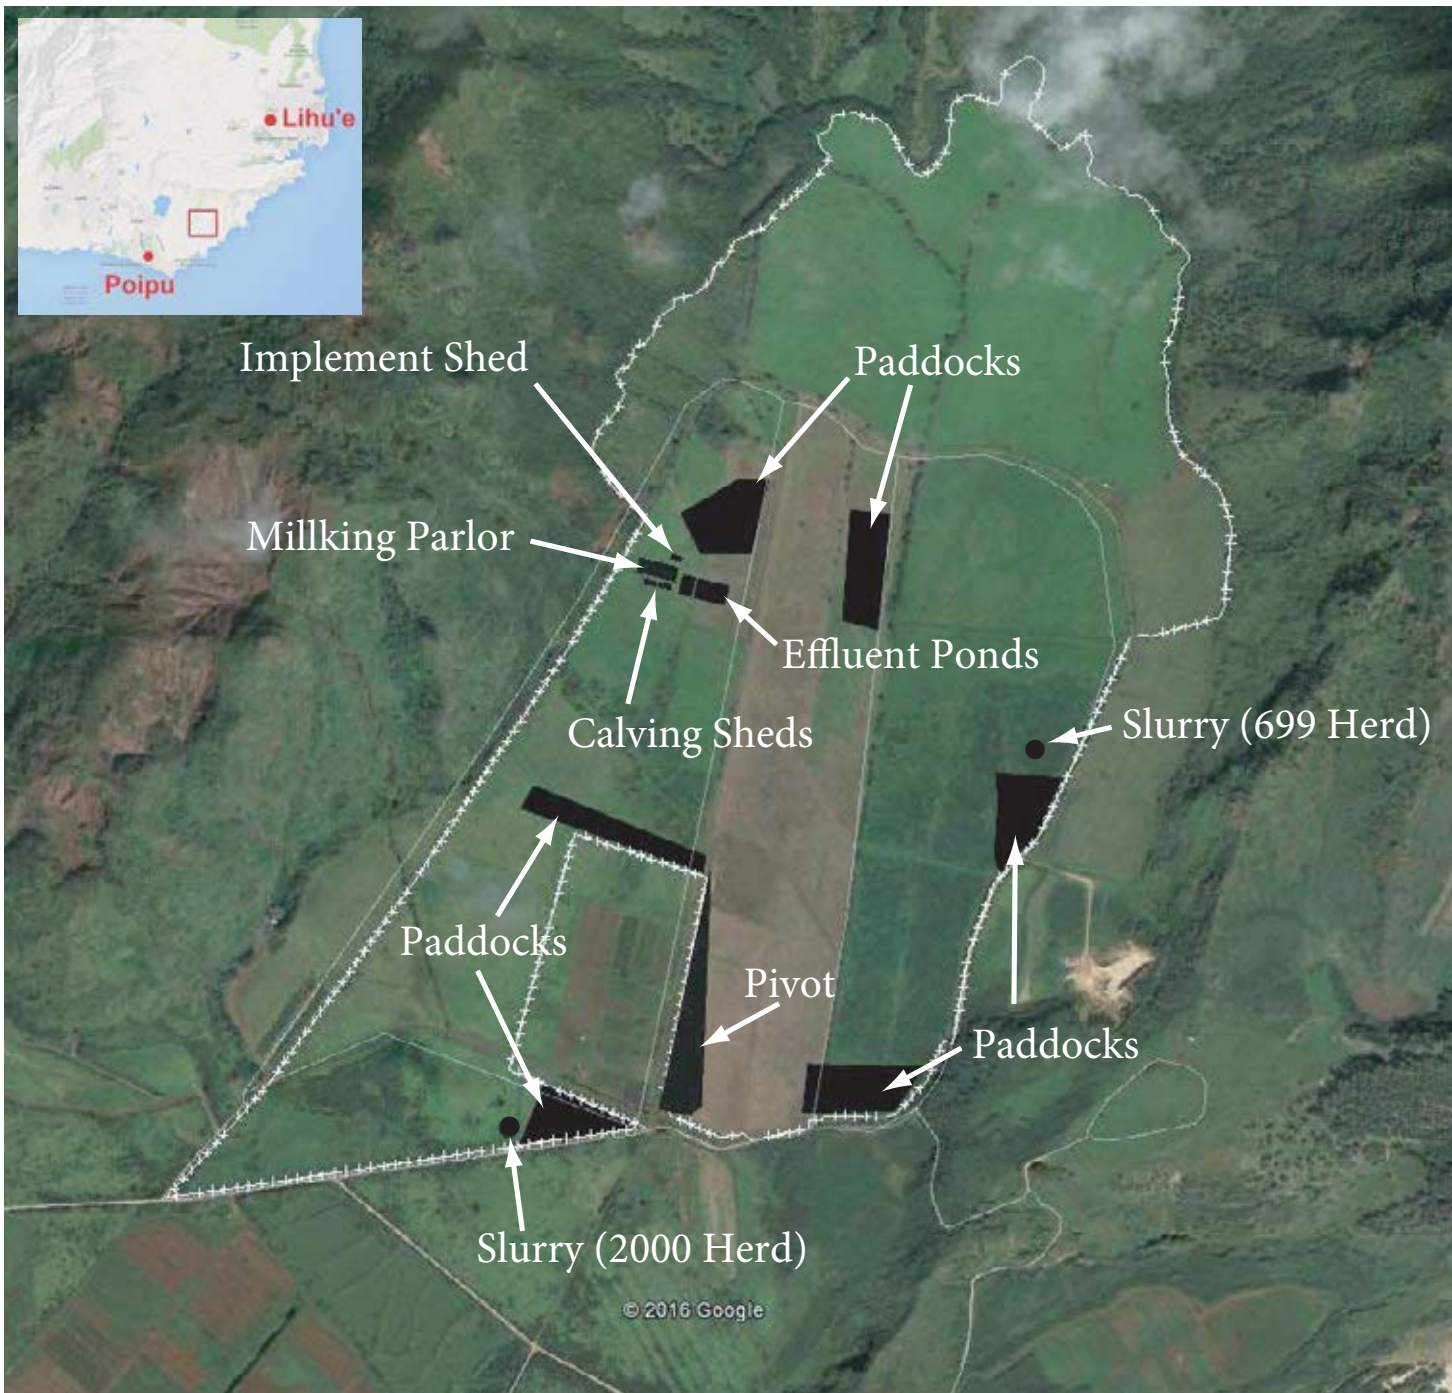 Lihu'e
Poipu
Implement Shed
Paddocks
Millking Parlor
Effluent Ponds
Calving Sheds
Slurry (699 Herd)
Paddocks
Pivot
Paddocks
Slurry (2000 Herd)
© 2016 Google